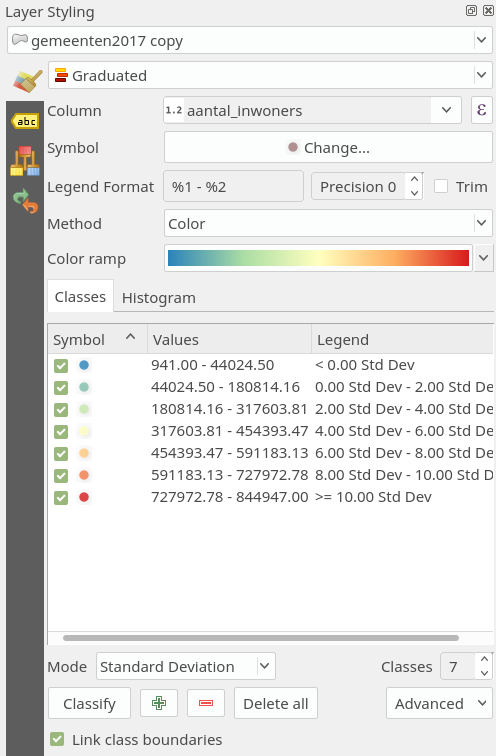 Layer Styling
gemeenten2017 copy
Graduated
abc
Column 1.2 aantal_inwoners ε
Symbol Change...
Legend Format %1 - %2 Precision 0 Trim
Method Color
Color ramp
Classes Histogram
Symbol Values Legend
941.00 - 44024.50 < 0.00 Std Dev
44024.50 - 180814.16 0.00 Std Dev - 2.00 Std De
180814.16 - 317603.81 2.00 Std Dev - 4.00 Std De
317603.81 - 454393.47 4.00 Std Dev - 6.00 Std De
454393.47 - 591183.13 6.00 Std Dev - 8.00 Std De
591183.13 - 727972.78 8.00 Std Dev - 10.00 Std D
727972.78 - 844947.00 >= 10.00 Std Dev
Mode Standard Deviation Classes 7
Classify Delete all Advanced
Link class boundaries